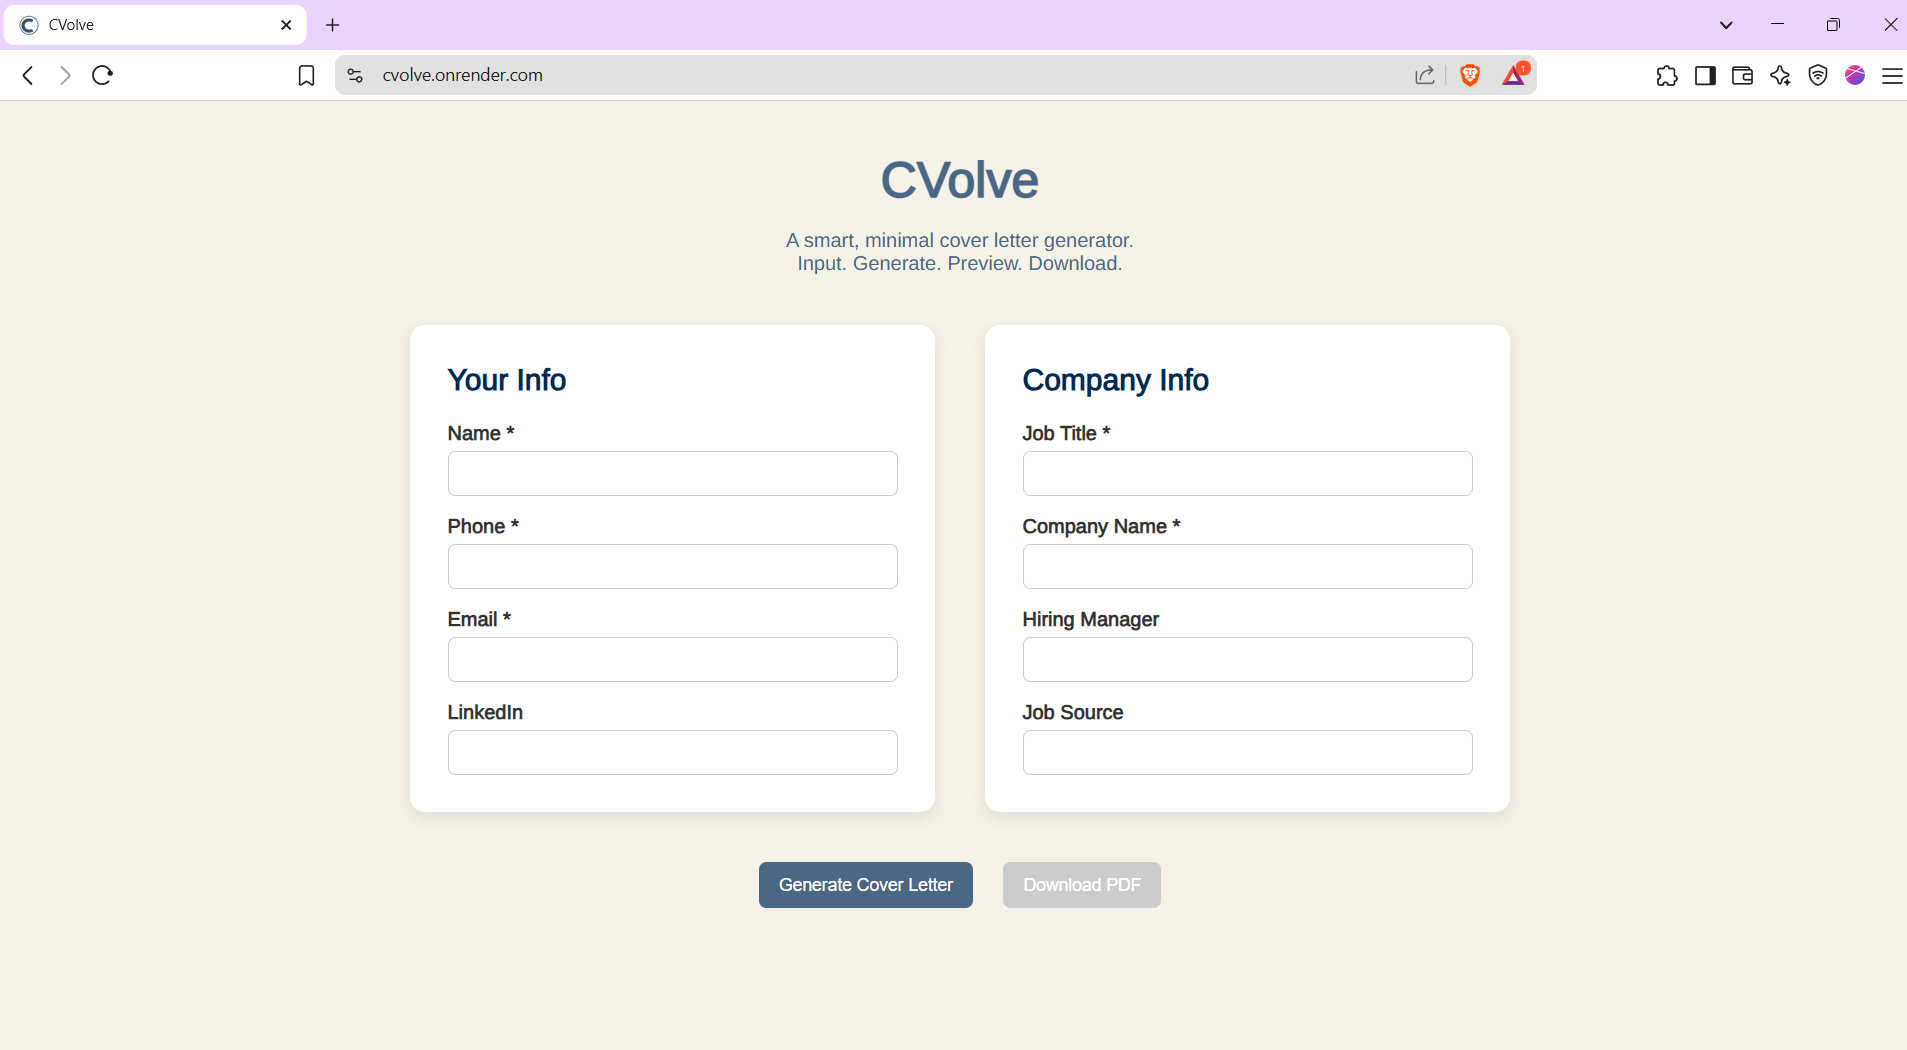 CVolve
cvolve.onrender.com
1
CVolve
A smart, minimal cover letter generator.
Input. Generate. Preview. Download.
Your Info
Name *
Phone *
Email *
LinkedIn
Company Info
Job Title *
Company Name *
Hiring Manager
Job Source
Generate Cover Letter
Download PDF